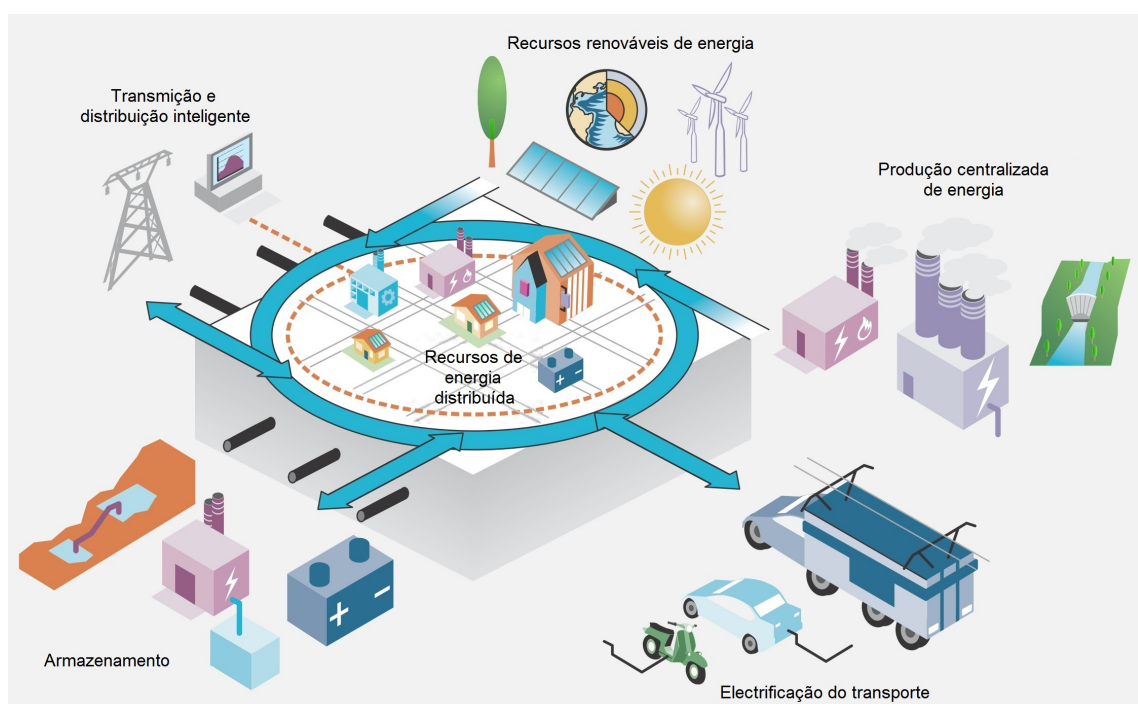 Recursos renováveis de energia
Transmição e
distribuição inteligente
Produção centralizada
de energia
Recursos de
energia
distribuída
Armazenamento
Electrificação do transporte